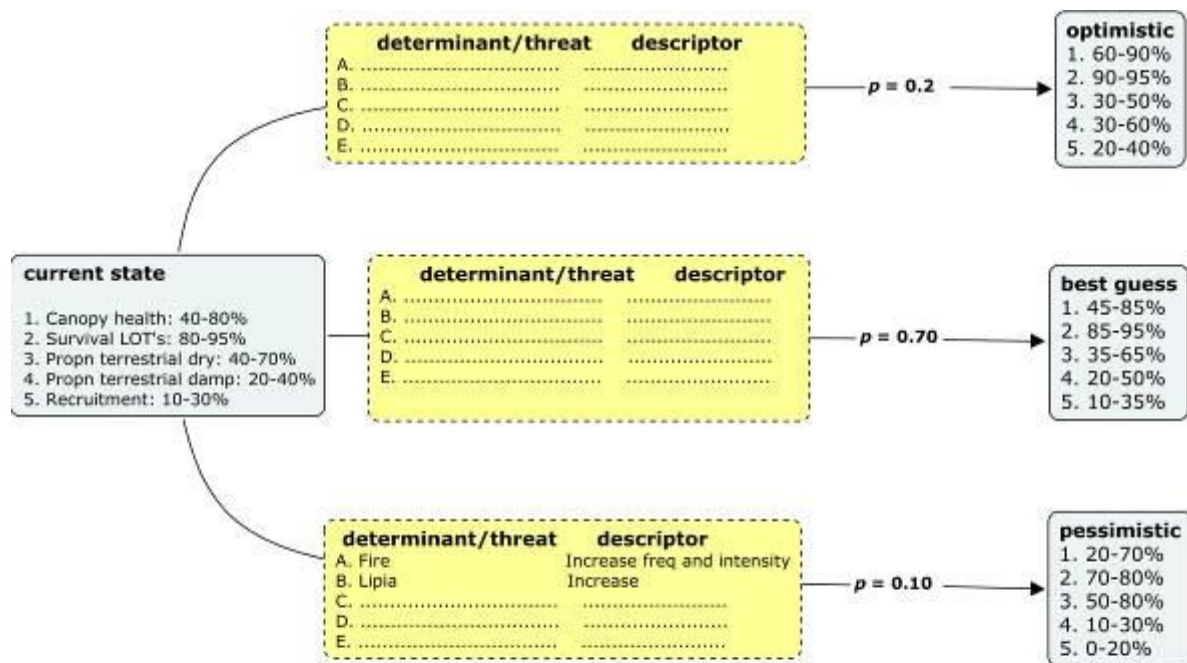 determinant/threat descriptor
A. ........................................ ..............................
B. ........................................ ..............................
C. ........................................ ..............................
D. ........................................ ..............................
E. ........................................ ..............................
p = 0.2
optimistic
1. 60-90%
2. 90-95%
3. 30-50%
4. 30-60%
5. 20-40%
current state
1. Canopy health: 40-80%
2. Survival LOT's: 80-95%
3. Propn terrestrial dry: 40-70%
4. Propn terrestrial damp: 20-40%
5. Recruitment: 10-30%
determinant/threat descriptor
A. ........................................ ..............................
B. ........................................ ..............................
C. ........................................ ..............................
D. ........................................ ..............................
E. ........................................ ..............................
p = 0.70
best guess
1. 45-85%
2. 85-95%
3. 35-65%
4. 20-50%
5. 10-35%
determinant/threat descriptor
A. Fire Increase freq and intensity
B. Lipia Increase
C. ........................................ ..............................
D. ........................................ ..............................
E. ........................................ ..............................
p = 0.10
pessimistic
1. 20-70%
2. 70-80%
3. 50-80%
4. 10-30%
5. 0-20%